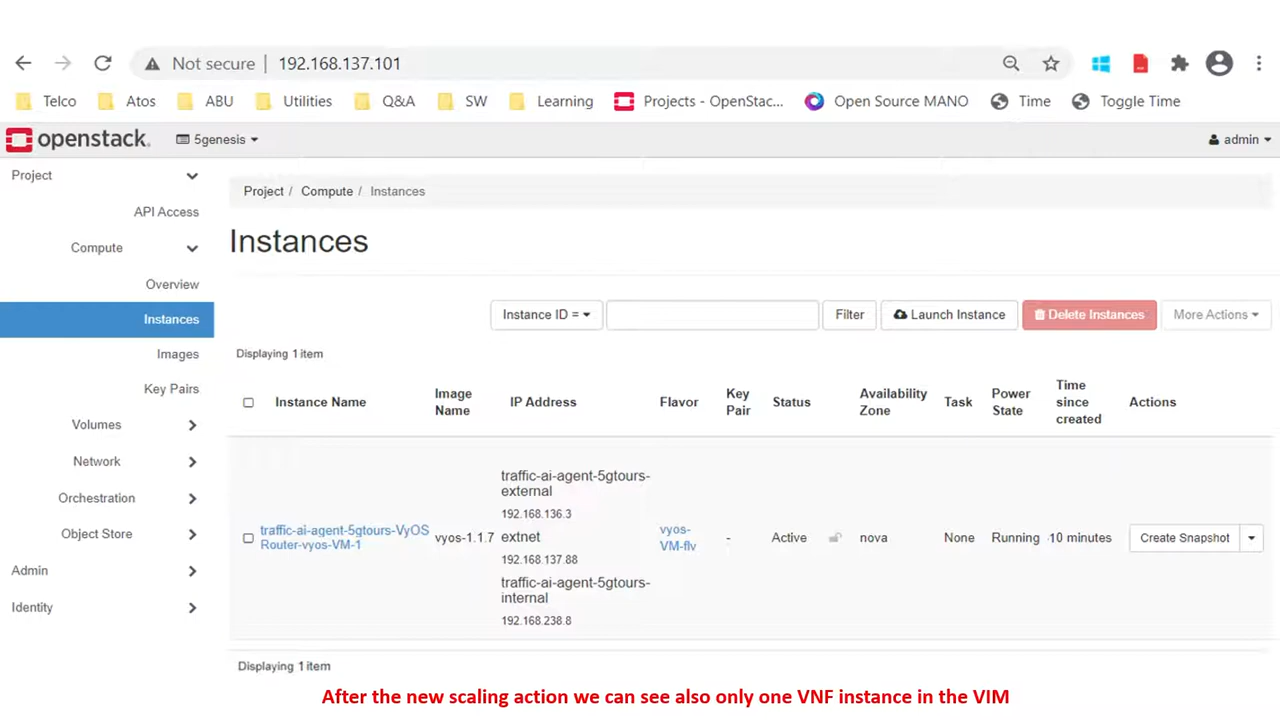 Not secure | 192.168.137.101
Telco Atos ABU Utilities Q&A SW Learning Projects - OpenStac... Open Source MANO Time Toggle Time
openstack. 5genesis admin
Project
API Access
Compute
Overview
Instances
Images
Key Pairs
Volumes
Network
Orchestration
Object Store
Admin
Identity
Project / Compute / Instances
Instances
Instance ID = Filter Launch Instance Delete Instances More Actions
Displaying 1 item
Instance Name Image Name IP Address Flavor Key Pair Status Availability Zone Task Power State Time since created Actions
traffic-ai-agent-5gtours-VyOS
Router-vyos-VM-1
vyos-1.1.7
traffic-ai-agent-5gtours-
external
192.168.136.3
extnet
192.168.137.88
traffic-ai-agent-5gtours-
internal
192.168.238.8
vyos-
VM-flv
- Active nova None Running 10 minutes Create Snapshot
Displaying 1 item
After the new scaling action we can see also only one VNF instance in the VIM